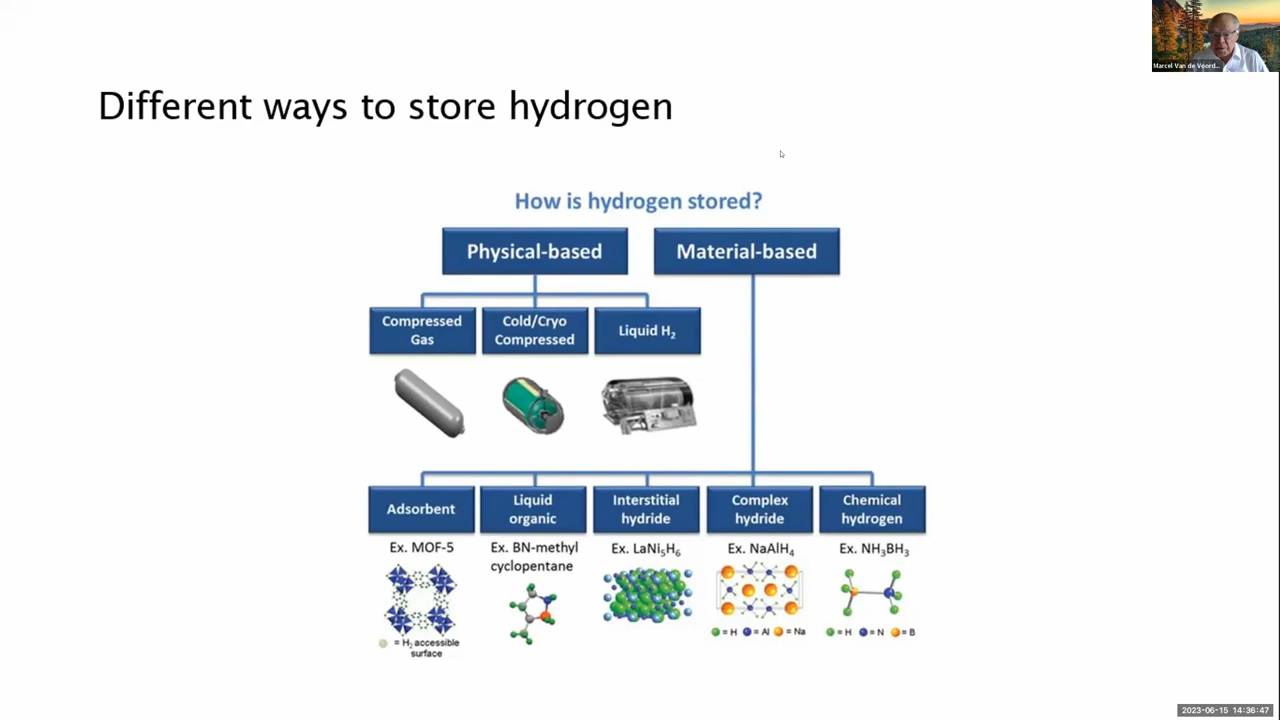 Marcel Van de Voord...
Different ways to store hydrogen
How is hydrogen stored?
Physical-based
Material-based
Compressed
Gas
Cold/Cryo
Compressed
Liquid H₂
Adsorbent
Liquid
organic
Interstitial
hydride
Complex
hydride
Chemical
hydrogen
Ex. MOF-5
Ex. BN-methyl
cyclopentane
Ex. LaNi₅H₆
Ex. NaAlH₄
Ex. NH₃BH₃
= H₂ accessible
surface
= H = Al = Na
= H = N = B
2023-06-15 14:36:47